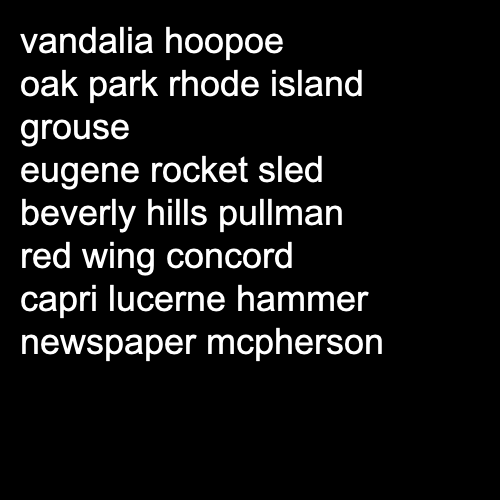 vandalia hoopoe
oak park rhode island
grouse
eugene rocket sled
beverly hills pullman
red wing concord
capri lucerne hammer
newspaper mcpherson